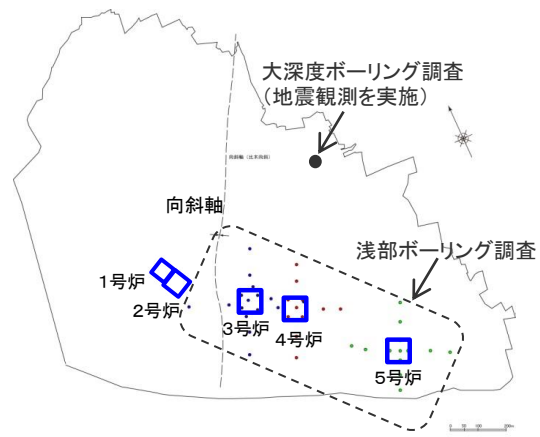 大深度ボーリング調査
（地震観測を実施）
向斜軸
浅部ボーリング調査
1号炉
2号炉
3号炉
4号炉
5号炉